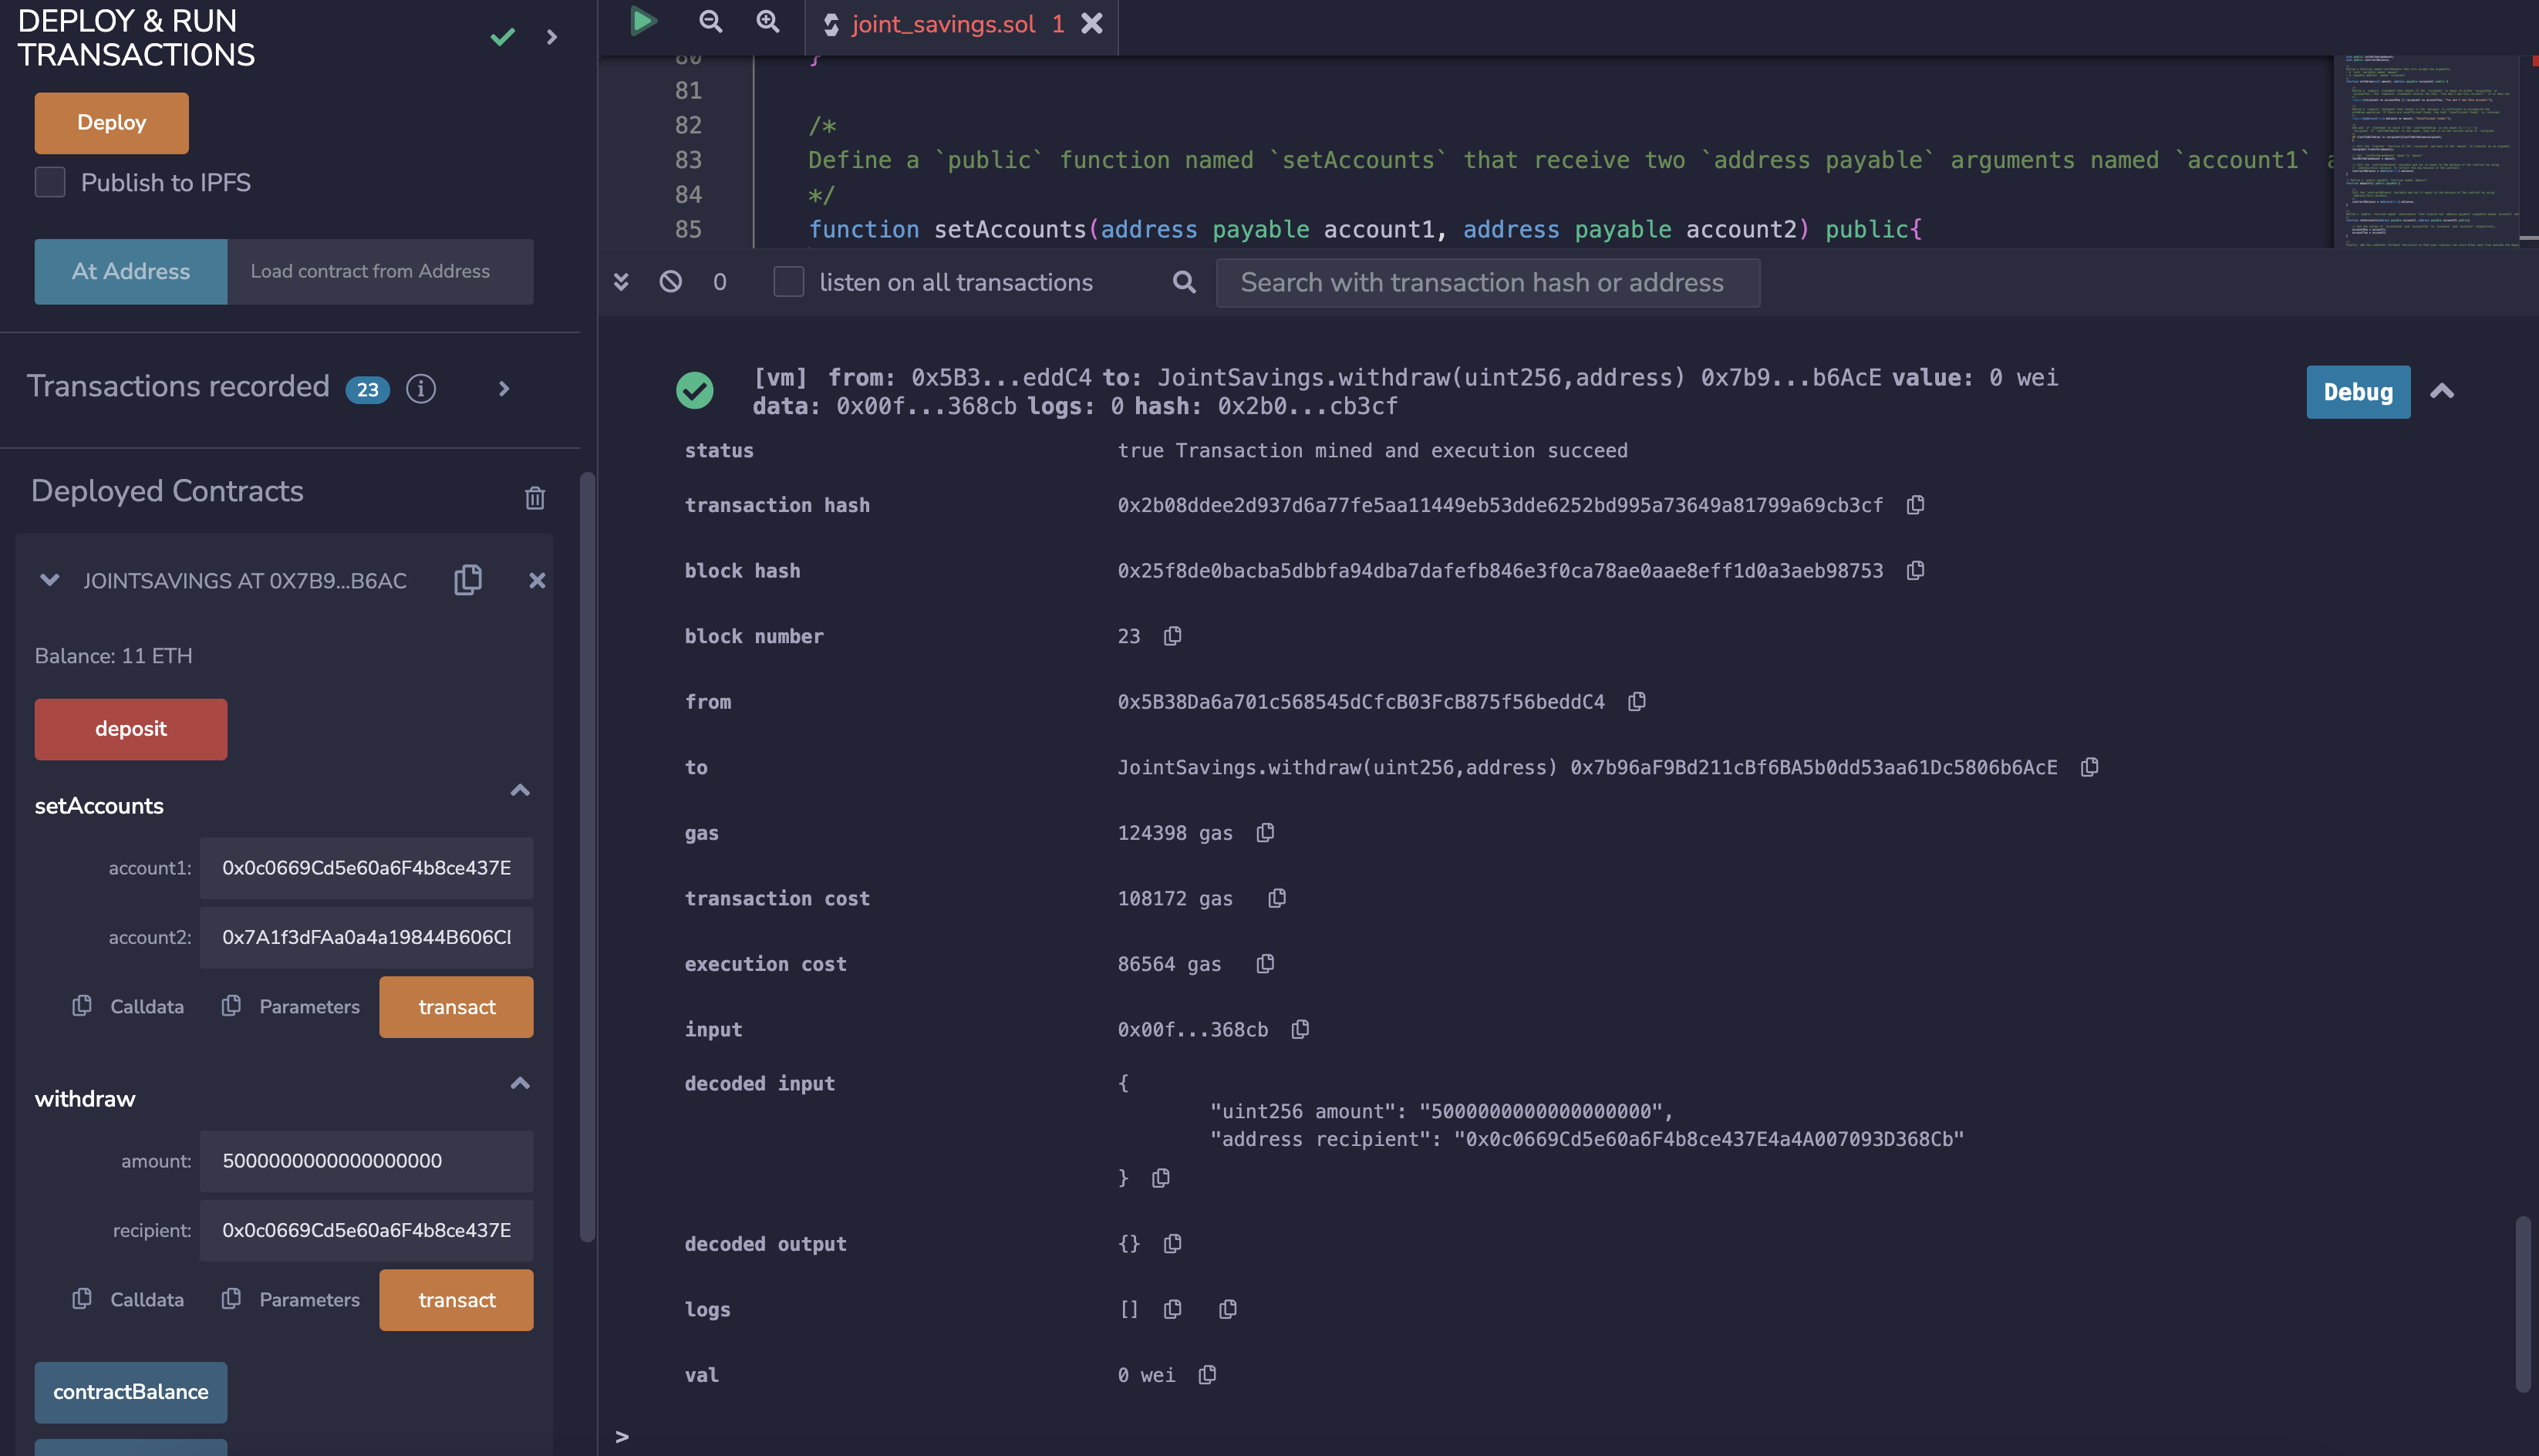 DEPLOY & RUN
TRANSACTIONS
Deploy
Publish to IPFS
At Address
Load contract from Address
Transactions recorded 23
Deployed Contracts
JOINTSAVINGS AT 0X7B9...B6AC
Balance: 11 ETH
deposit
setAccounts
account1: 0x0c0669Cd5e60a6F4b8ce437E
account2: 0x7A1f3dFAa0a4a19844B606CI
Calldata Parameters transact
withdraw
amount: 5000000000000000000
recipient: 0x0c0669Cd5e60a6F4b8ce437E
Calldata Parameters transact
contractBalance
joint_savings.sol 1
80 }
81
82 /*
83 Define a `public` function named `setAccounts` that receive two `address payable` arguments named `account1` a
84 */
85 function setAccounts(address payable account1, address payable account2) public{
0 listen on all transactions Search with transaction hash or address
[vm] from: 0x5B3...eddC4 to: JointSavings.withdraw(uint256,address) 0x7b9...b6AcE value: 0 wei
data: 0x00f...368cb logs: 0 hash: 0x2b0...cb3cf
Debug
status true Transaction mined and execution succeed
transaction hash 0x2b08ddee2d937d6a77fe5aa11449eb53dde6252bd995a73649a81799a69cb3cf
block hash 0x25f8de0bacba5dbbfa94dba7dafefb846e3f0ca78ae0aae8eff1d0a3aeb98753
block number 23
from 0x5B38Da6a701c568545dCfcB03FcB875f56beddC4
to JointSavings.withdraw(uint256,address) 0x7b96aF9Bd211cBf6BA5b0dd53aa61Dc5806b6AcE
gas 124398 gas
transaction cost 108172 gas
execution cost 86564 gas
input 0x00f...368cb
decoded input {
"uint256 amount": "5000000000000000000",
"address recipient": "0x0c0669Cd5e60a6F4b8ce437E4a4A007093D368Cb"
}
decoded output {}
logs []
val 0 wei
>